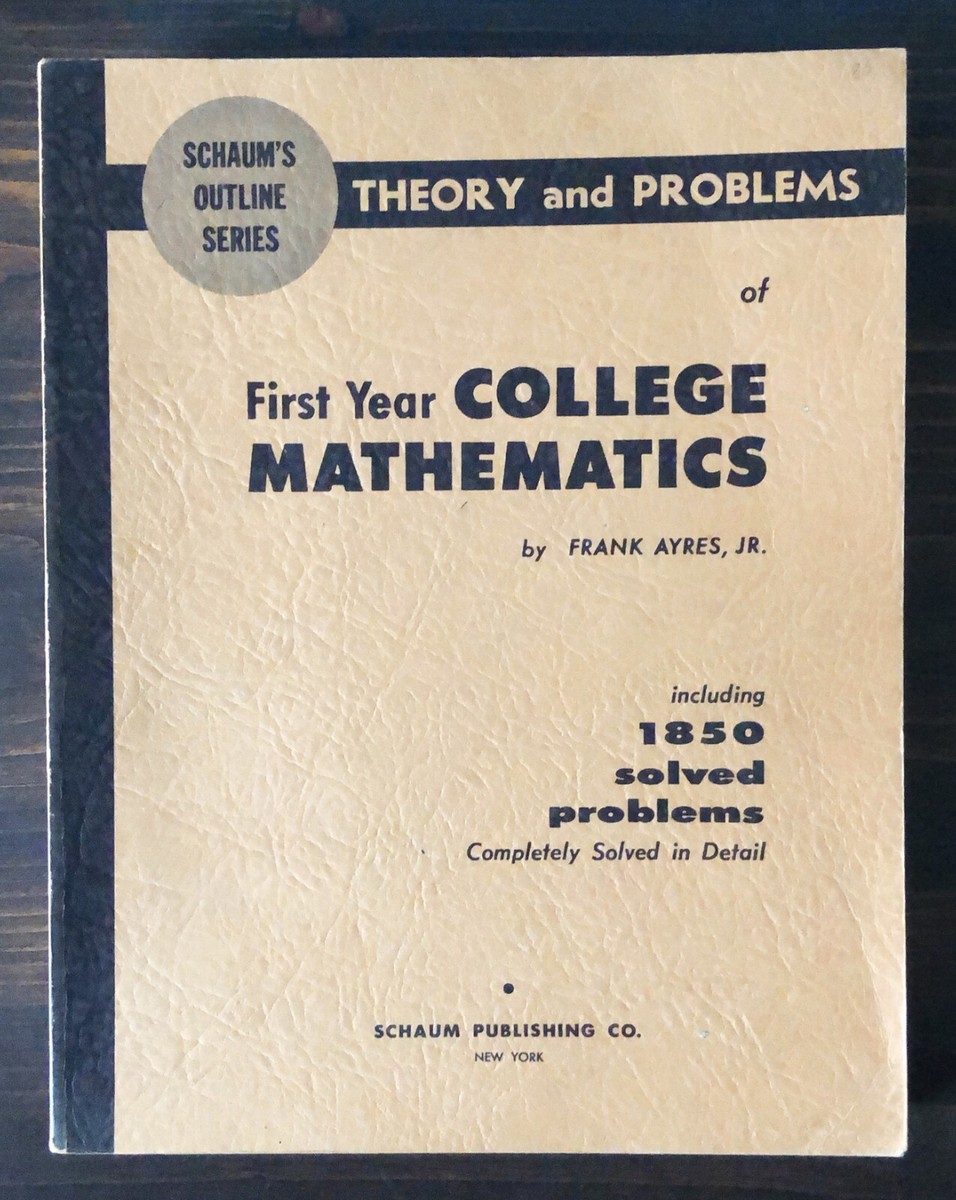 SCHAUM'S
OUTLINE
SERIES
THEORY and PROBLEMS
of
First Year COLLEGE
MATHEMATICS
by FRANK AYRES, JR.
including
1850
solved
problems
Completely Solved in Detail
SCHAUM PUBLISHING CO.
NEW YORK